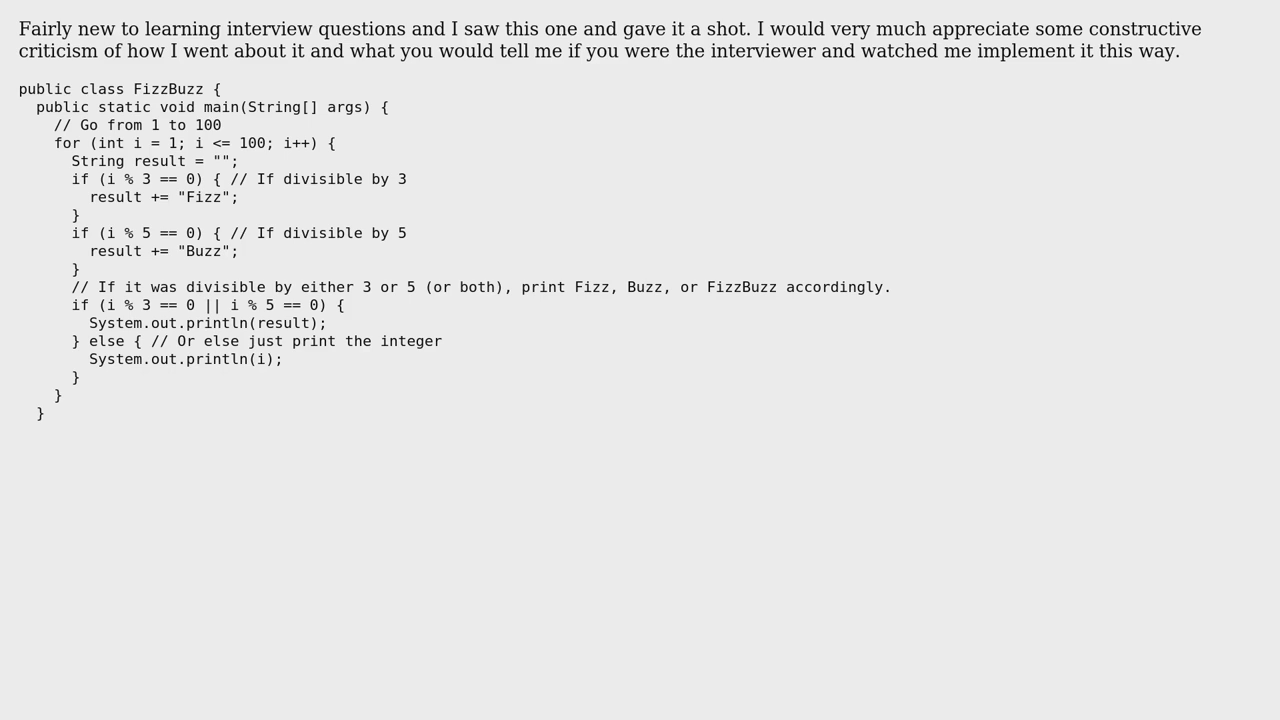 Fairly new to learning interview questions and I saw this one and gave it a shot. I would very much appreciate some constructive
criticism of how I went about it and what you would tell me if you were the interviewer and watched me implement it this way.
public class FizzBuzz {
  public static void main(String[] args) {
    // Go from 1 to 100
    for (int i = 1; i <= 100; i++) {
      String result = "";
      if (i % 3 == 0) { // If divisible by 3
        result += "Fizz";
      }
      if (i % 5 == 0) { // If divisible by 5
        result += "Buzz";
      }
      // If it was divisible by either 3 or 5 (or both), print Fizz, Buzz, or FizzBuzz accordingly.
      if (i % 3 == 0 || i % 5 == 0) {
        System.out.println(result);
      } else { // Or else just print the integer
        System.out.println(i);
      }
    }
  }